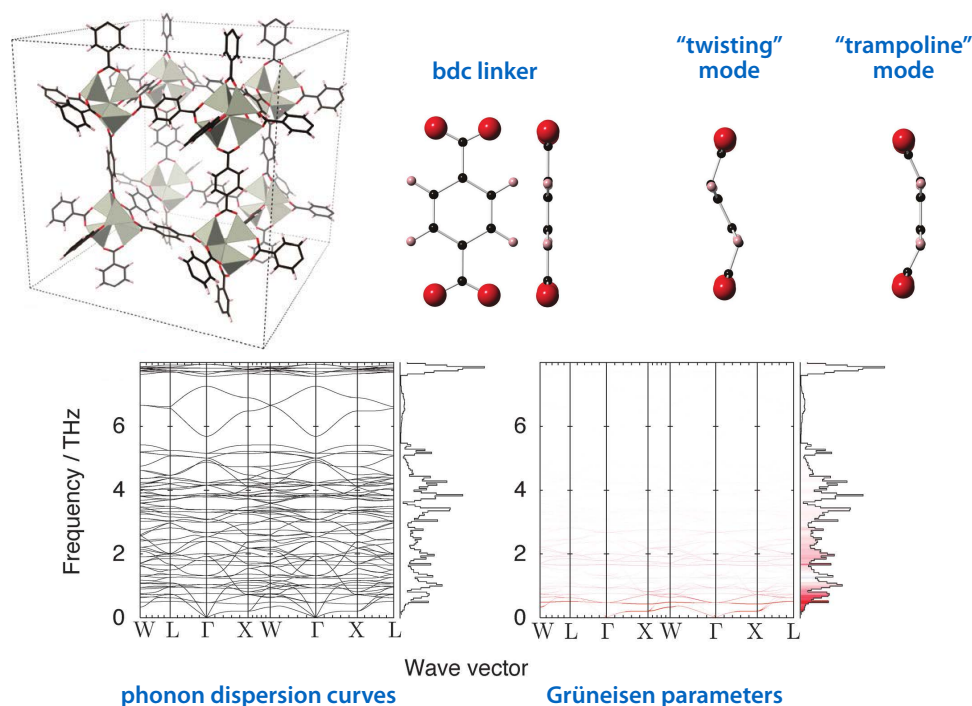 bdc linker
“twisting”
mode
“trampoline”
mode
Frequency / THz
6
4
2
0
W L Γ X W Γ X L
6
4
2
0
W L Γ X W Γ X L
Wave vector
phonon dispersion curves
Grüneisen parameters